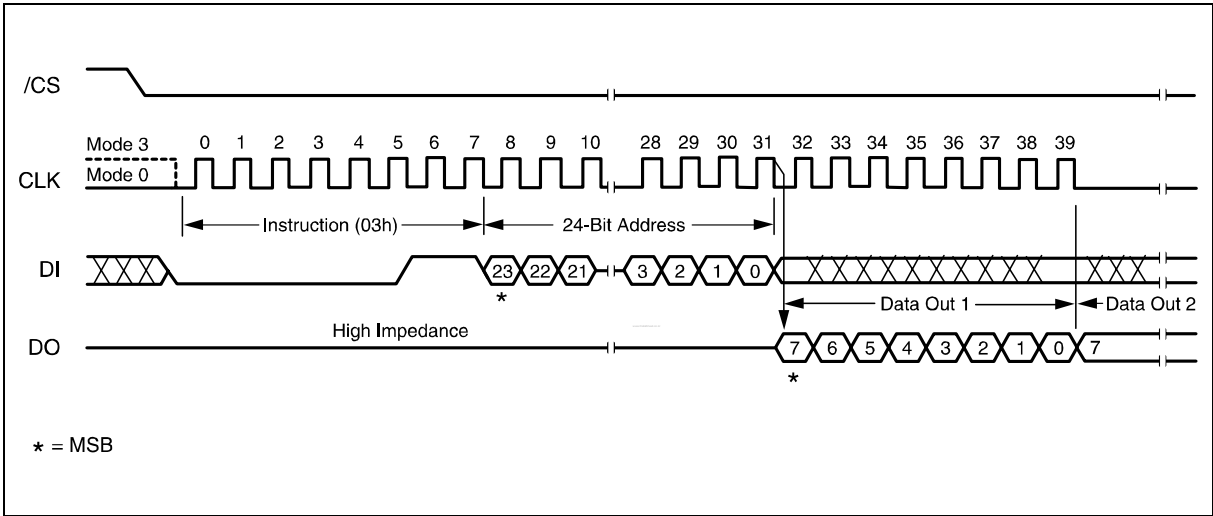 /CS
Mode 3
Mode 0
CLK
0 1 2 3 4 5 6 7 8 9 10 28 29 30 31 32 33 34 35 36 37 38 39
Instruction (03h)
24-Bit Address
DI
23 22 21 3 2 1 0
*
Data Out 1
Data Out 2
High Impedance
DO
7 6 5 4 3 2 1 0 7
*
* = MSB